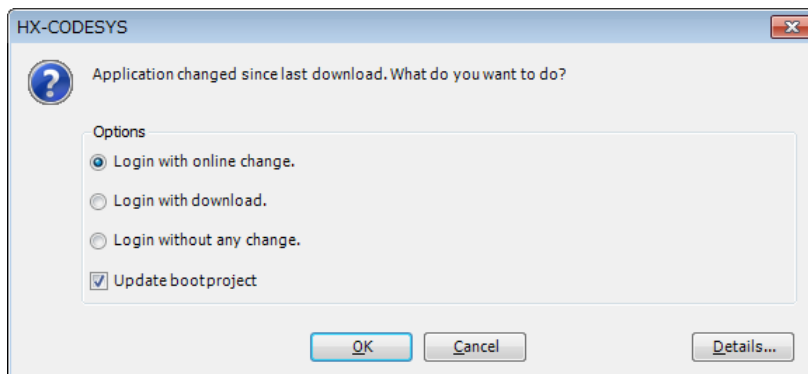 HX-CODESYS
Application changed since last download. What do you want to do?
Options
Login with online change.
Login with download.
Login without any change.
Update bootproject
OK
Cancel
Details...